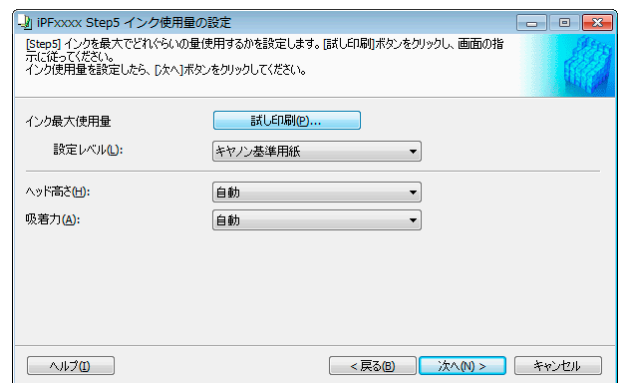 iPFxxxx Step5 インク使用量の設定
[Step5] インクを最大でどれぐらいの量使用するかを設定します。[試し印刷]ボタンをクリックし、画面の指
示に従ってください。
インク使用量を設定したら、[次へ]ボタンをクリックしてください。
インク最大使用量
試し印刷(P)...
設定レベル(L):
キヤノン基準用紙
ヘッド高さ(H):
自動
吸着力(A):
自動
ヘルプ(I)
< 戻る(B)
次へ(N) >
キャンセル